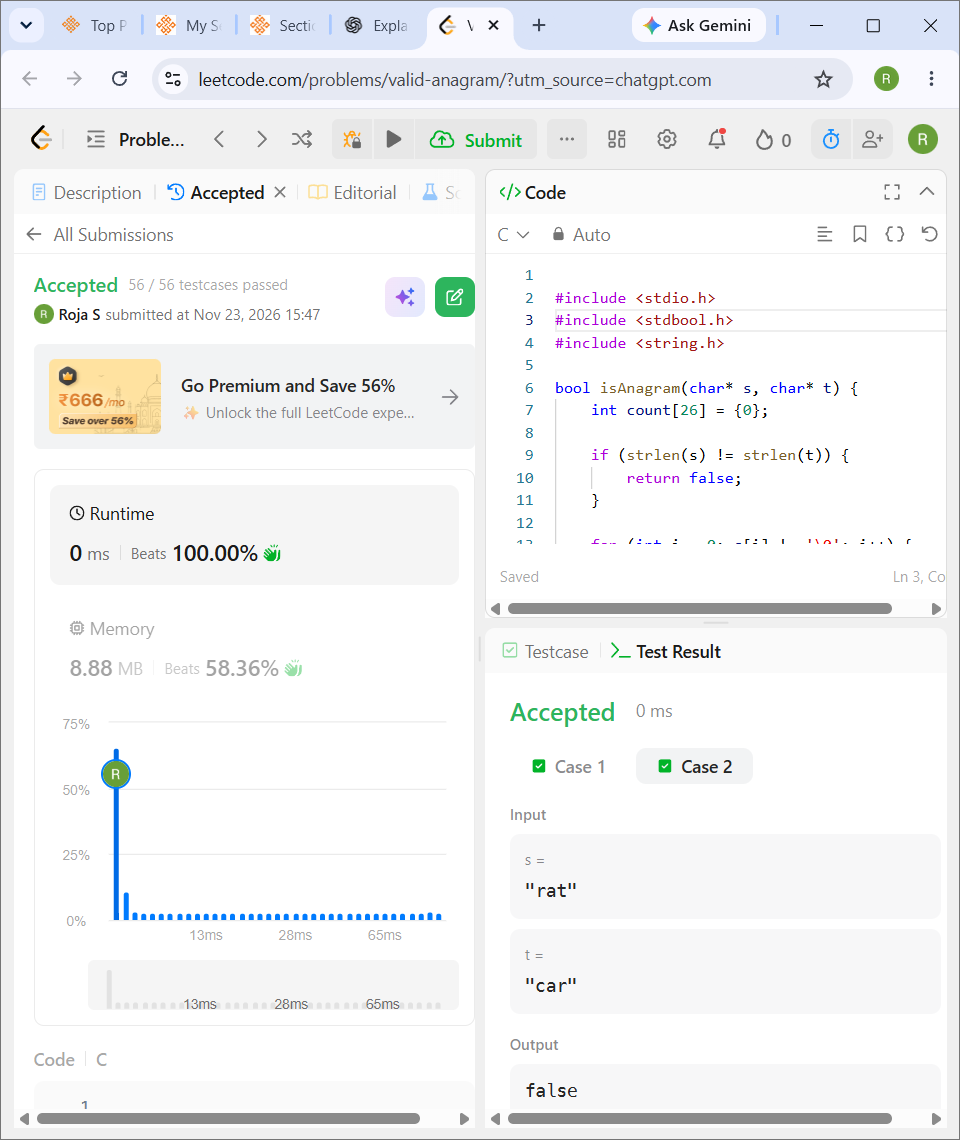 Top P
My S
Secti
Expla
V
Ask Gemini
leetcode.com/problems/valid-anagram/?utm_source=chatgpt.com
R
Proble...
Submit
0
R
Description
Accepted
Editorial
S
All Submissions
Accepted
56 / 56 testcases passed
R
Roja S submitted at Nov 23, 2026 15:47
₹666/mo
Save over 56%
Go Premium and Save 56%
Unlock the full LeetCode expe...
Runtime
0 ms
Beats 100.00%
Memory
8.88 MB
Beats 58.36%
75%
50%
25%
0%
R
13ms
28ms
65ms
13ms
28ms
65ms
Code
C
1
Code
C
Auto
1
2 #include <stdio.h>
3 #include <stdbool.h>
4 #include <string.h>
5
6 bool isAnagram(char* s, char* t) {
7 int count[26] = {0};
8
9 if (strlen(s) != strlen(t)) {
10 return false;
11 }
12
13 for (int i = 0; s[i] != '\0'; i++) {
Saved
Ln 3, Co
Testcase
Test Result
Accepted
0 ms
Case 1
Case 2
Input
s =
"rat"
t =
"car"
Output
false